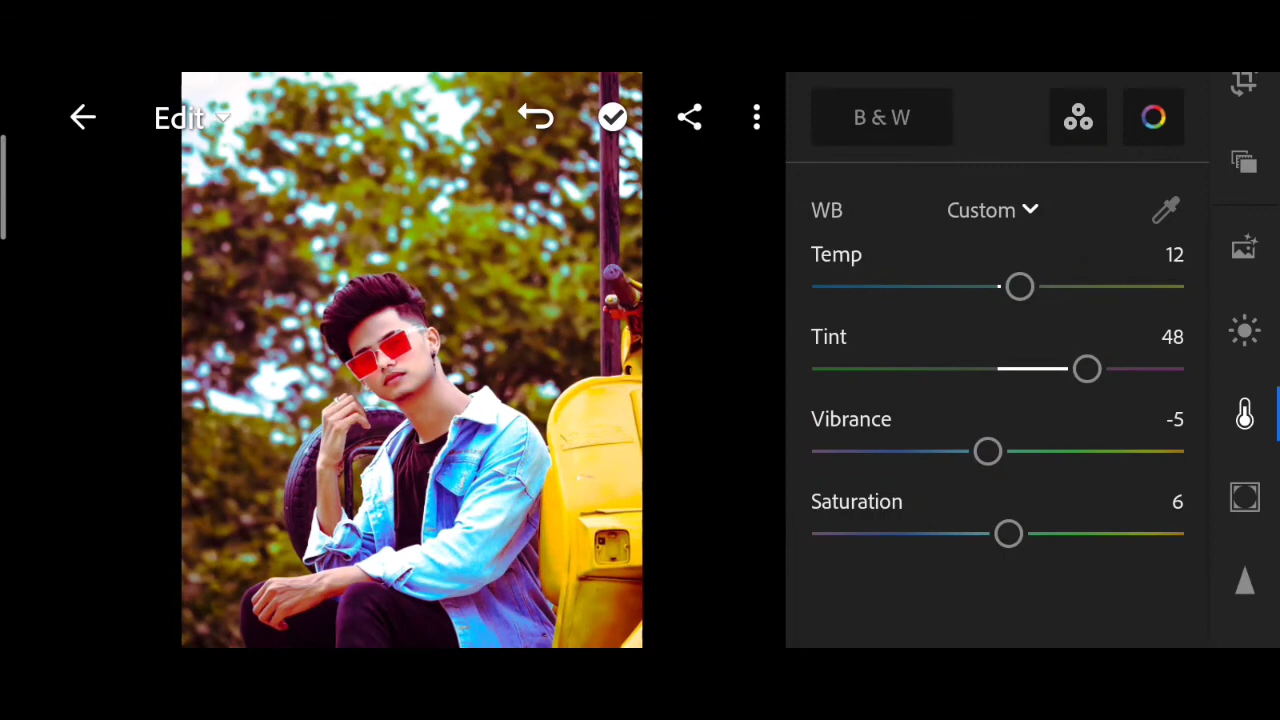 Edit
B & W
WB Custom
Temp 12
Tint 48
Vibrance -5
Saturation 6